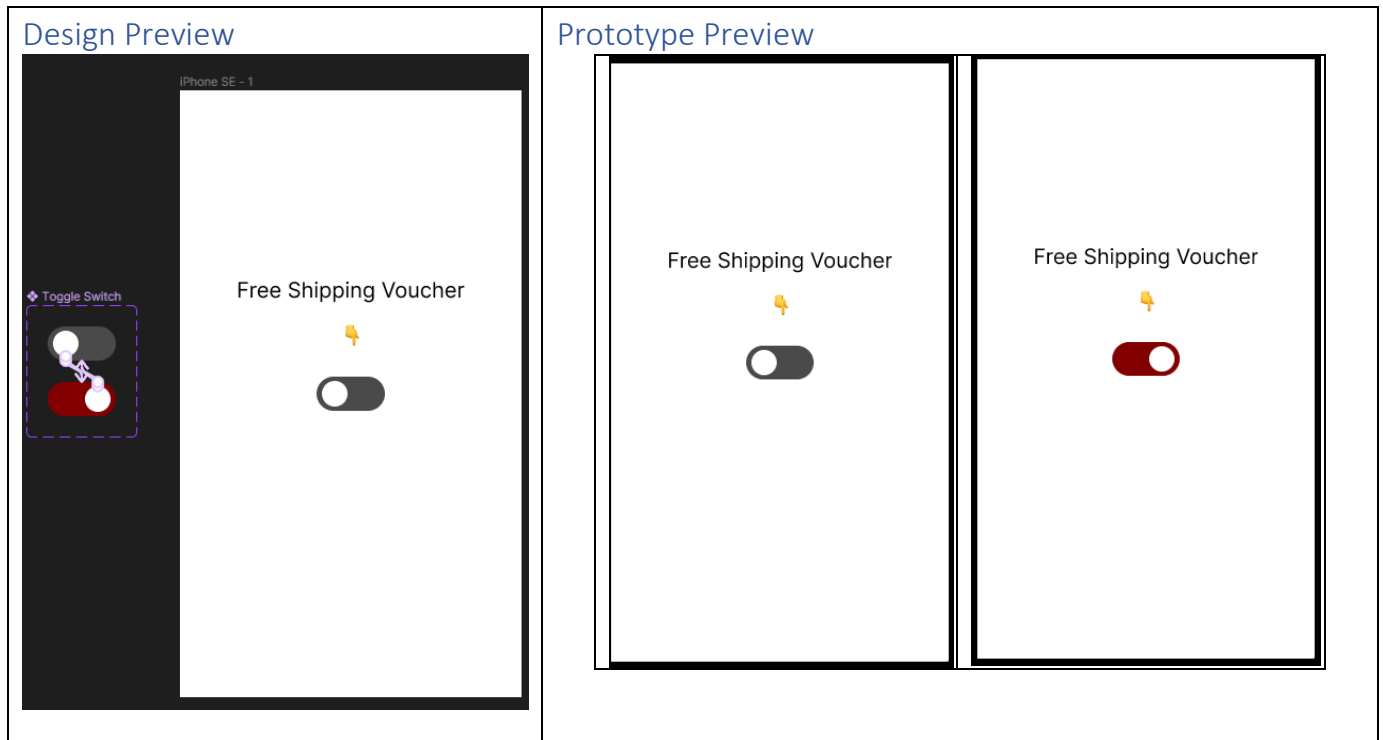 Design Preview
iPhone SE - 1
Toggle Switch
Free Shipping Voucher
👇
Prototype Preview
Free Shipping Voucher
👇
Free Shipping Voucher
👇